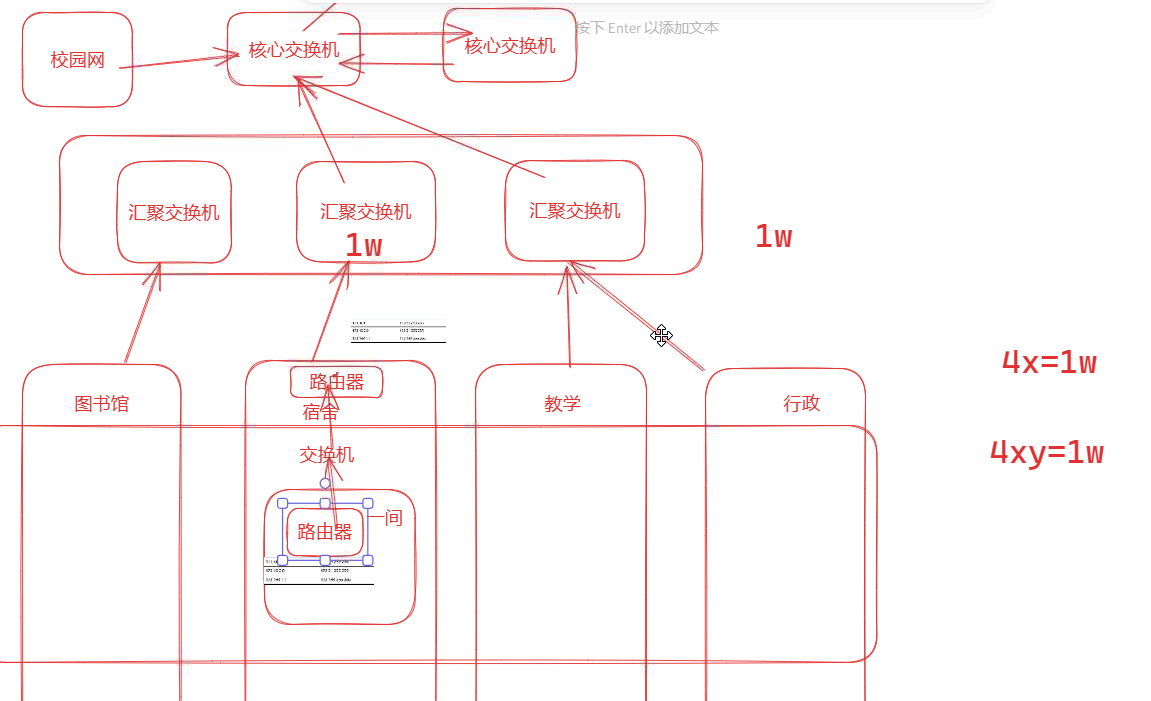 按下 Enter 以添加文本
校园网
核心交换机
核心交换机
汇聚交换机
汇聚交换机
汇聚交换机
1w
1w
4x=1w
4xy=1w
路由器
图书馆
宿舍
教学
行政
交换机
一间
路由器